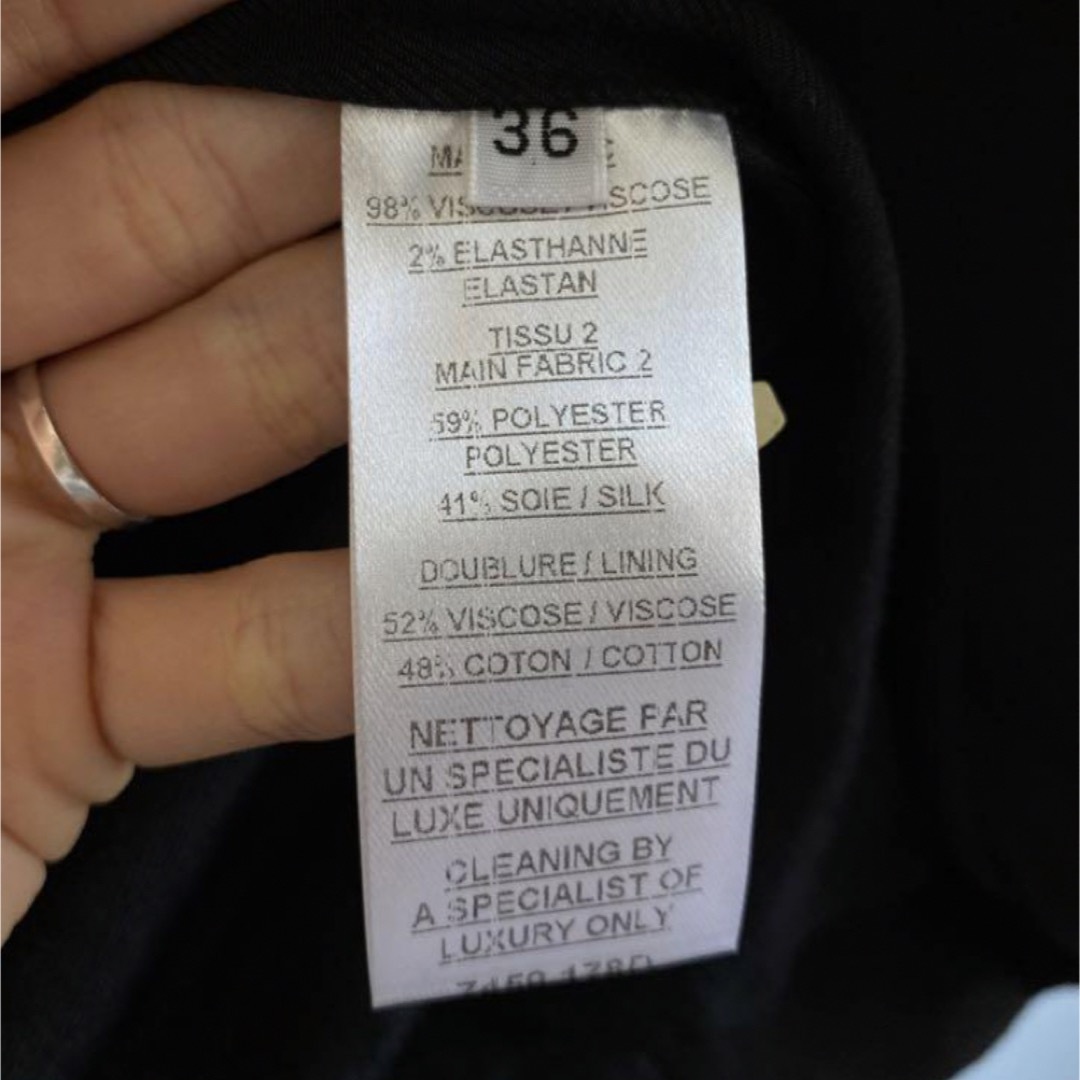 36
98% VISCOSE / VISCOSE
2% ELASTHANNE
ELASTAN
TISSU 2
MAIN FABRIC 2
59% POLYESTER
POLYESTER
41% SOIE / SILK
DOUBLURE / LINING
52% VISCOSE / VISCOSE
48% COTON / COTTON
NETTOYAGE PAR
UN SPECIALISTE DU
LUXE UNIQUEMENT
CLEANING BY
A SPECIALIST OF
LUXURY ONLY